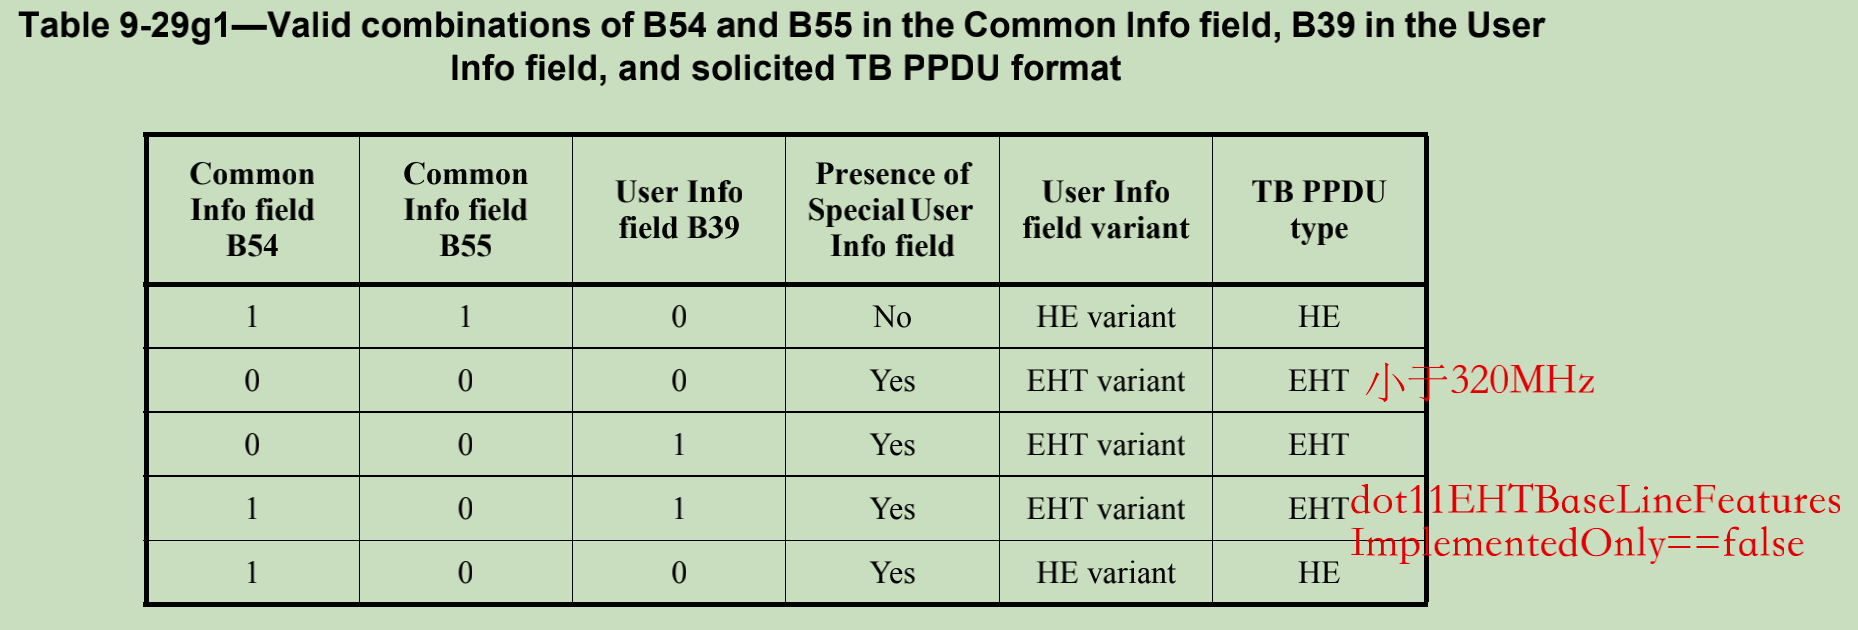 Table 9-29g1—Valid combinations of B54 and B55 in the Common Info field, B39 in the User
Info field, and solicited TB PPDU format
Common Info field B54 Common Info field B55 User Info field B39 Presence of Special User Info field User Info field variant TB PPDU type
1 1 0 No HE variant HE
0 0 0 Yes EHT variant EHT 小于320MHz
0 0 1 Yes EHT variant EHT
1 0 1 Yes EHT variant EHT dot11EHTBaseLineFeatures
ImplementedOnly==false
1 0 0 Yes HE variant HE